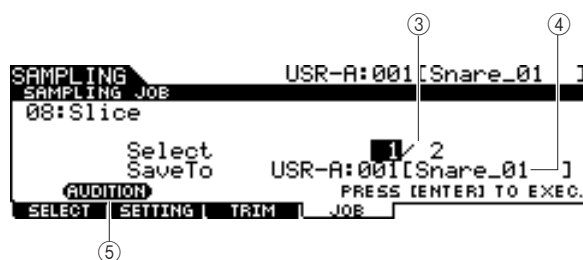 ③ ④
SAMPLING USR-A:001[Snare_01 ]
SAMPLING JOB
08:Slice
Select 1/ 2
SaveTo USR-A:001[Snare_01 ]
AUDITION PRESS [ENTER] TO EXEC.
SELECT SETTING TRIM JOB
⑤